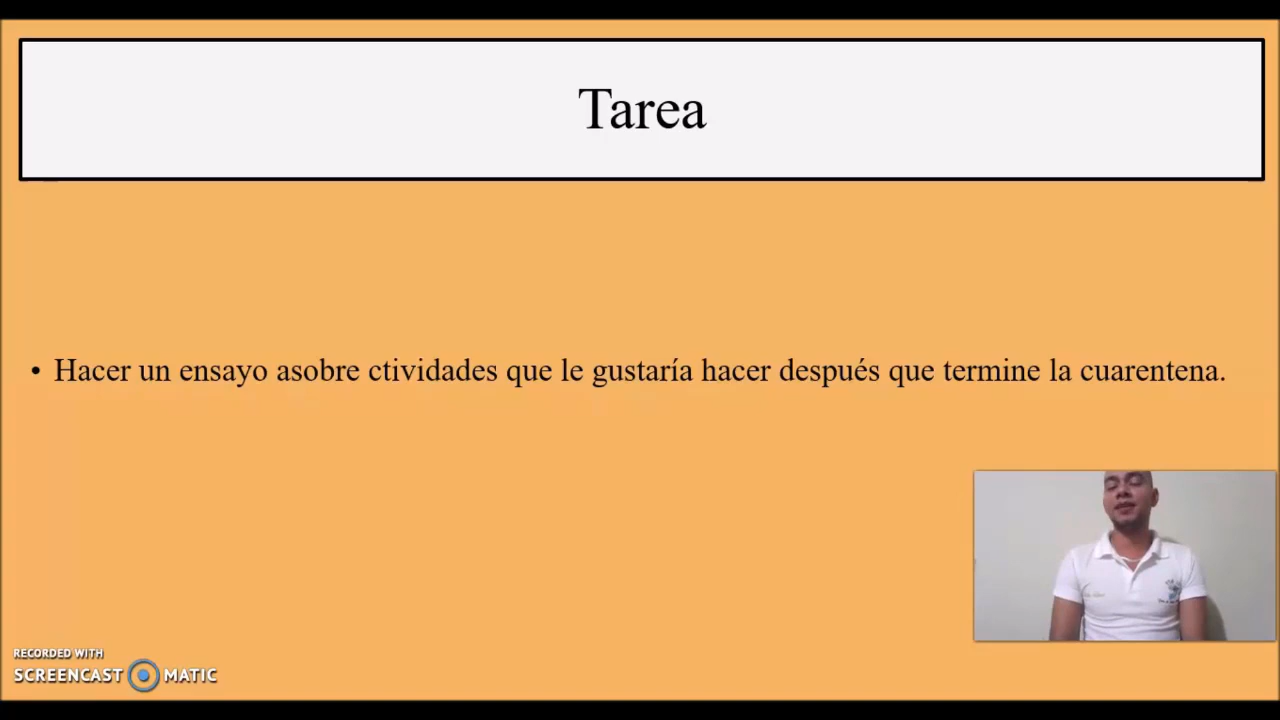 Tarea
• Hacer un ensayo asobre ctividades que le gustaría hacer después que termine la cuarentena.
RECORDED WITH
SCREENCAST MATIC